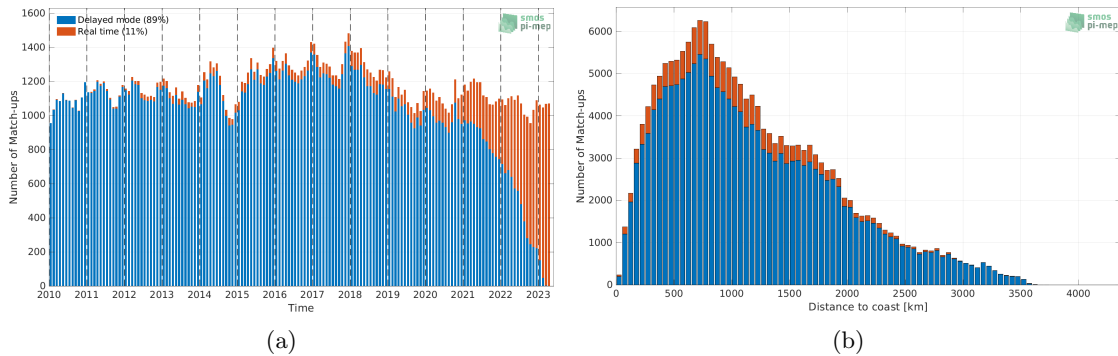 Delayed mode (89%)
Real time (11%)
smos
pi-mep
1600
1400
1200
1000
800
600
400
200
0
Number of Match-ups
2010 2011 2012 2013 2014 2015 2016 2017 2018 2019 2020 2021 2022 2023
Time
(a)
smos
pi-mep
6000
5000
4000
3000
2000
1000
0
Number of Match-ups
0 500 1000 1500 2000 2500 3000 3500 4000
Distance to coast [km]
(b)